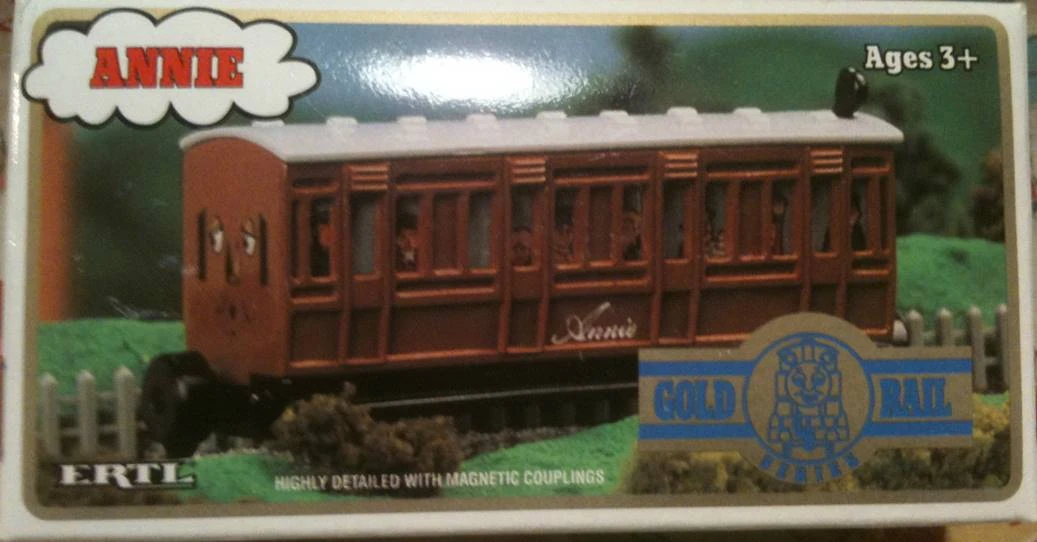 ANNIE
Ages 3+
Annie
GOLD RAIL
SERIES
ERTL
HIGHLY DETAILED WITH MAGNETIC COUPLINGS